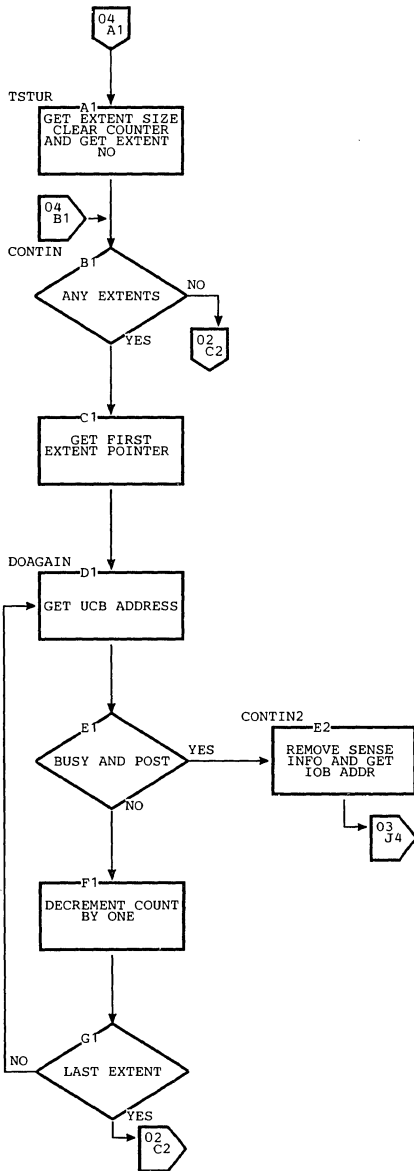 04
A1
TSTUR
A1
GET EXTENT SIZE
CLEAR COUNTER
AND GET EXTENT
NO
04
B1
CONTIN
B1
ANY EXTENTS
NO
YES
02
C2
C1
GET FIRST
EXTENT POINTER
DOAGAIN
D1
GET UCB ADDRESS
E1
BUSY AND POST
YES
NO
CONTIN2
E2
REMOVE SENSE
INFO AND GET
IOB ADDR
03
J4
F1
DECREMENT COUNT
BY ONE
G1
NO
LAST EXTENT
YES
02
C2